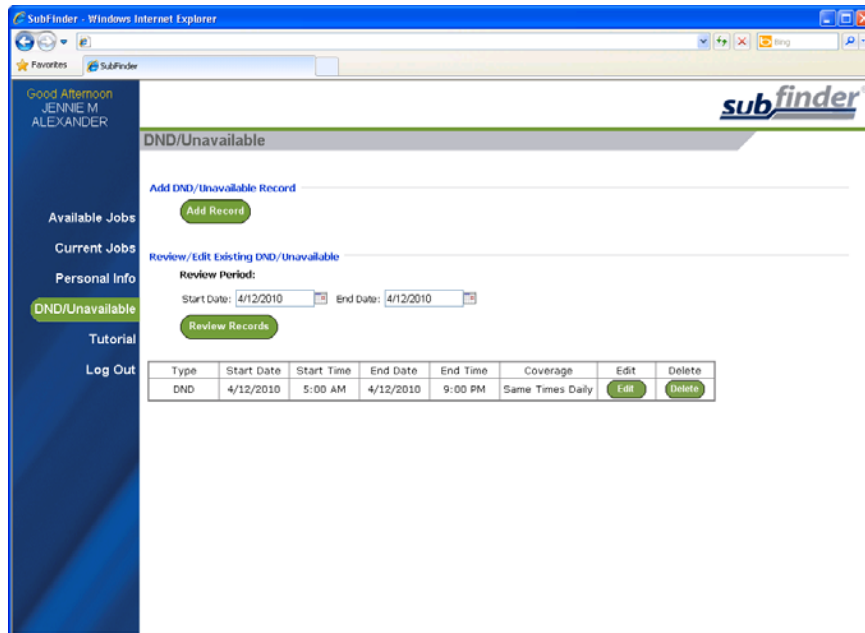 SubFinder - Windows Internet Explorer
Bing
Favorites SubFinder
Good Afternoon
JENNIE M
ALEXANDER
subfinder
DND/Unavailable
Add DND/Unavailable Record
Add Record
Available Jobs
Current Jobs
Personal Info
DND/Unavailable
Tutorial
Log Out
Review/Edit Existing DND/Unavailable
Review Period:
Start Date: 4/12/2010 End Date: 4/12/2010
Review Records
Type Start Date Start Time End Date End Time Coverage Edit Delete
DND 4/12/2010 5:00 AM 4/12/2010 9:00 PM Same Times Daily Edit Delete